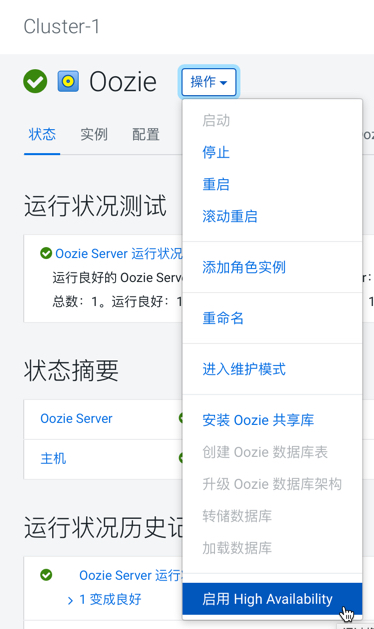 Cluster-1
Oozie
操作
状态 实例 配置
启动
停止
重启
滚动重启
添加角色实例
重命名
进入维护模式
安装 Oozie 共享库
创建 Oozie 数据库表
升级 Oozie 数据库架构
转储数据库
加载数据库
启用 High Availability
运行状况测试
Oozie Server 运行状况
运行良好的 Oozie
总数：1。运行良好：1
状态摘要
Oozie Server
主机
运行状况历史
Oozie Server 运行
1 变成良好